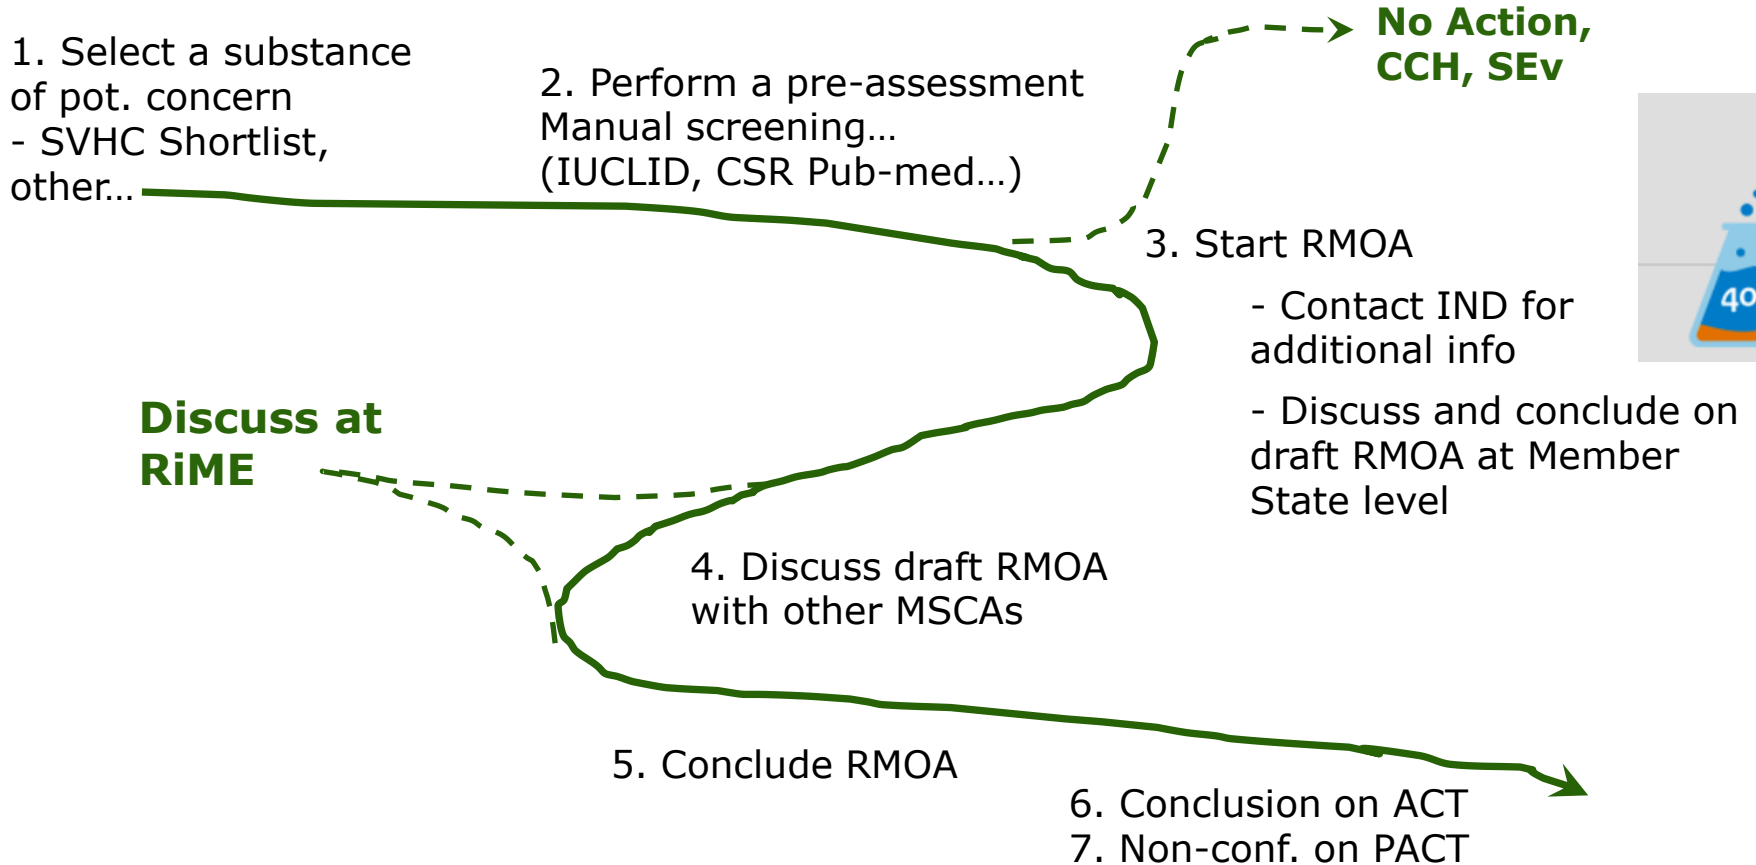 1. Select a substance
of pot. concern
- SVHC Shortlist,
other…
2. Perform a pre-assessment
Manual screening…
(IUCLID, CSR Pub-med…)
No Action,
CCH, SEv
3. Start RMOA
- Contact IND for
additional info
- Discuss and conclude on
draft RMOA at Member
State level
40
Discuss at
RiME
4. Discuss draft RMOA
with other MSCAs
5. Conclude RMOA
6. Conclusion on ACT
7. Non-conf. on PACT